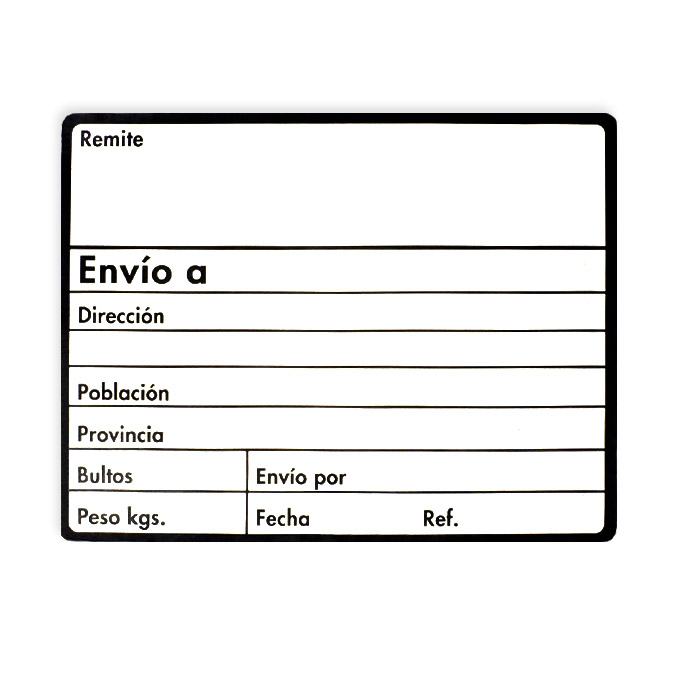 Remite
Envío a
Dirección
Población
Provincia
Bultos Envío por
Peso kgs. Fecha Ref.